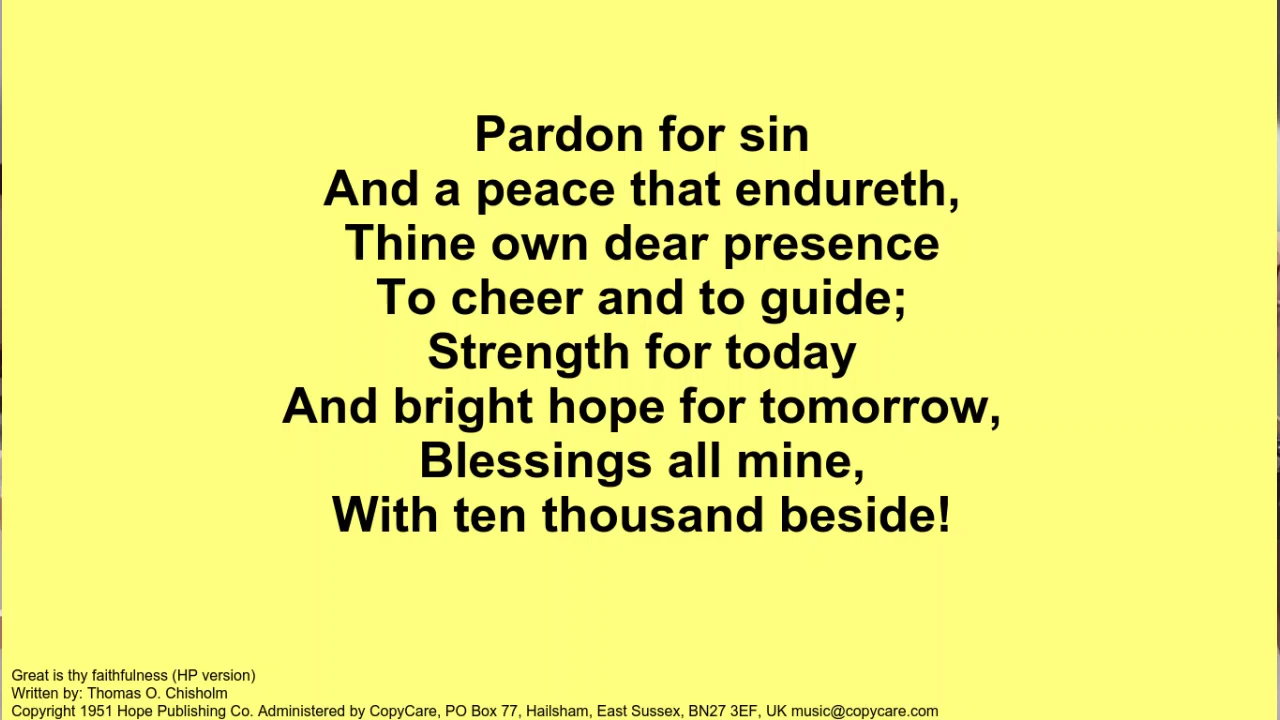 Pardon for sin
And a peace that endureth,
Thine own dear presence
To cheer and to guide;
Strength for today
And bright hope for tomorrow,
Blessings all mine,
With ten thousand beside!
Great is thy faithfulness (HP version)
Written by: Thomas O. Chisholm
Copyright 1951 Hope Publishing Co. Administered by CopyCare, PO Box 77, Hailsham, East Sussex, BN27 3EF, UK music@copycare.com